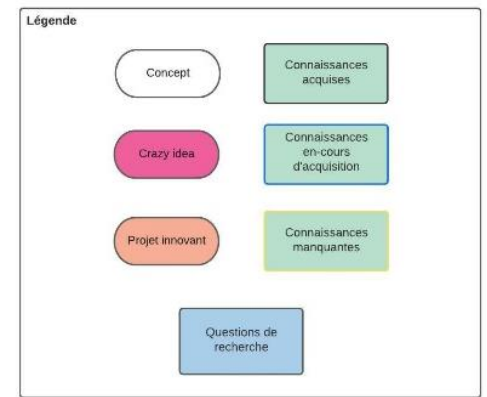 Légende
Concept
Connaissances
acquises
Crazy idea
Connaissances
en-cours
d'acquisition
Projet innovant
Connaissances
manquantes
Questions de
recherche